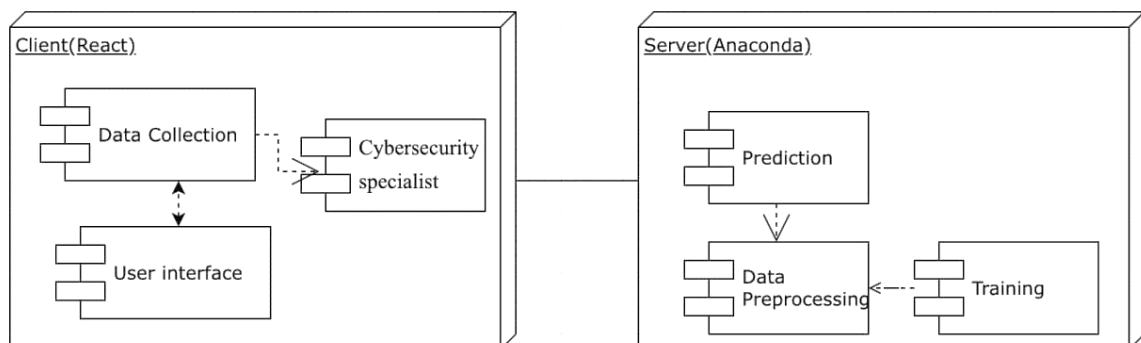 Client(React)
Data Collection
Cybersecurity
specialist
User interface
Server(Anaconda)
Prediction
Data
Preprocessing
Training